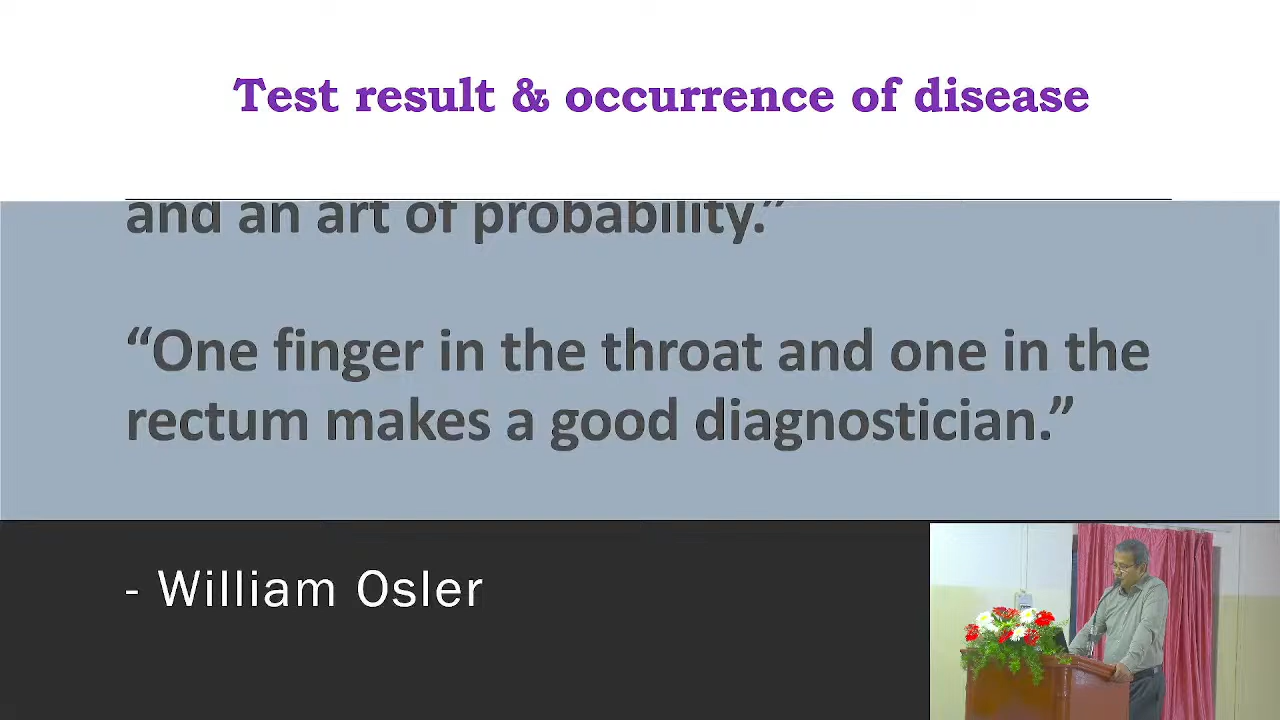 Test result & occurrence of disease
and an art of probability.”
“One finger in the throat and one in the
rectum makes a good diagnostician.”
- William Osler